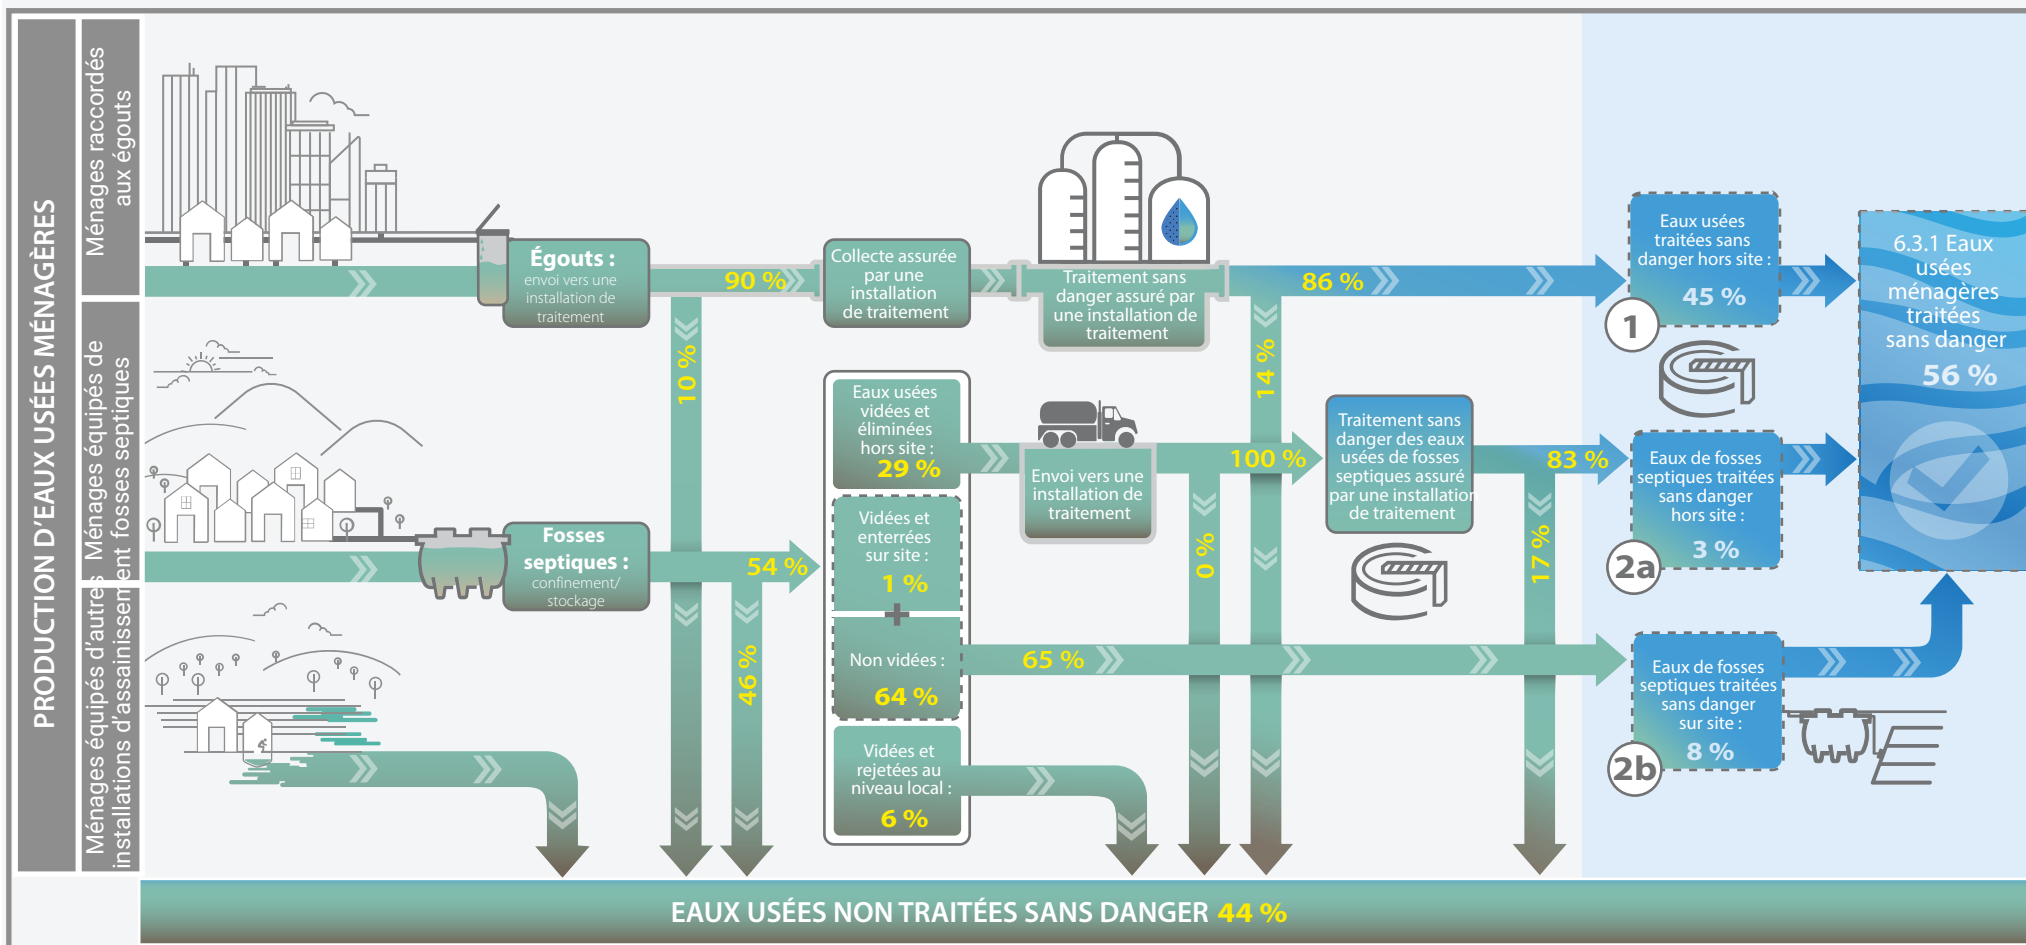 PRODUCTION D'EAUX USÉES MÉNAGÈRES
Ménages raccordés
aux égouts
Ménages équipés de
fosses septiques
Ménages équipés d'autres
installations d'assainissement
Égouts :
envoi vers une
installation de
traitement
90 %
10 %
Collecte assurée
par une
installation
de traitement
Traitement sans
danger assuré par
une installation de
traitement
86 %
14 %
Eaux usées
traitées sans
danger hors site :
45 %
1
6.3.1 Eaux
usées
ménagères
traitées
sans danger
56 %
Fosses
septiques :
confinement/
stockage
54 %
46 %
Eaux usées
vidées et
éliminées
hors site :
29 %
Vidées et
enterrées
sur site :
1 %
+
Non vidées :
64 %
Vidées et
rejetées au
niveau local :
6 %
Envoi vers une
installation de
traitement
100 %
0 %
Traitement sans
danger des eaux
usées de fosses
septiques assuré
par une installation
de traitement
83 %
17 %
Eaux de fosses
septiques traitées
sans danger
hors site :
3 %
2a
65 %
Eaux de fosses
septiques traitées
sans danger
sur site :
8 %
2b
EAUX USÉES NON TRAITÉES SANS DANGER 44 %